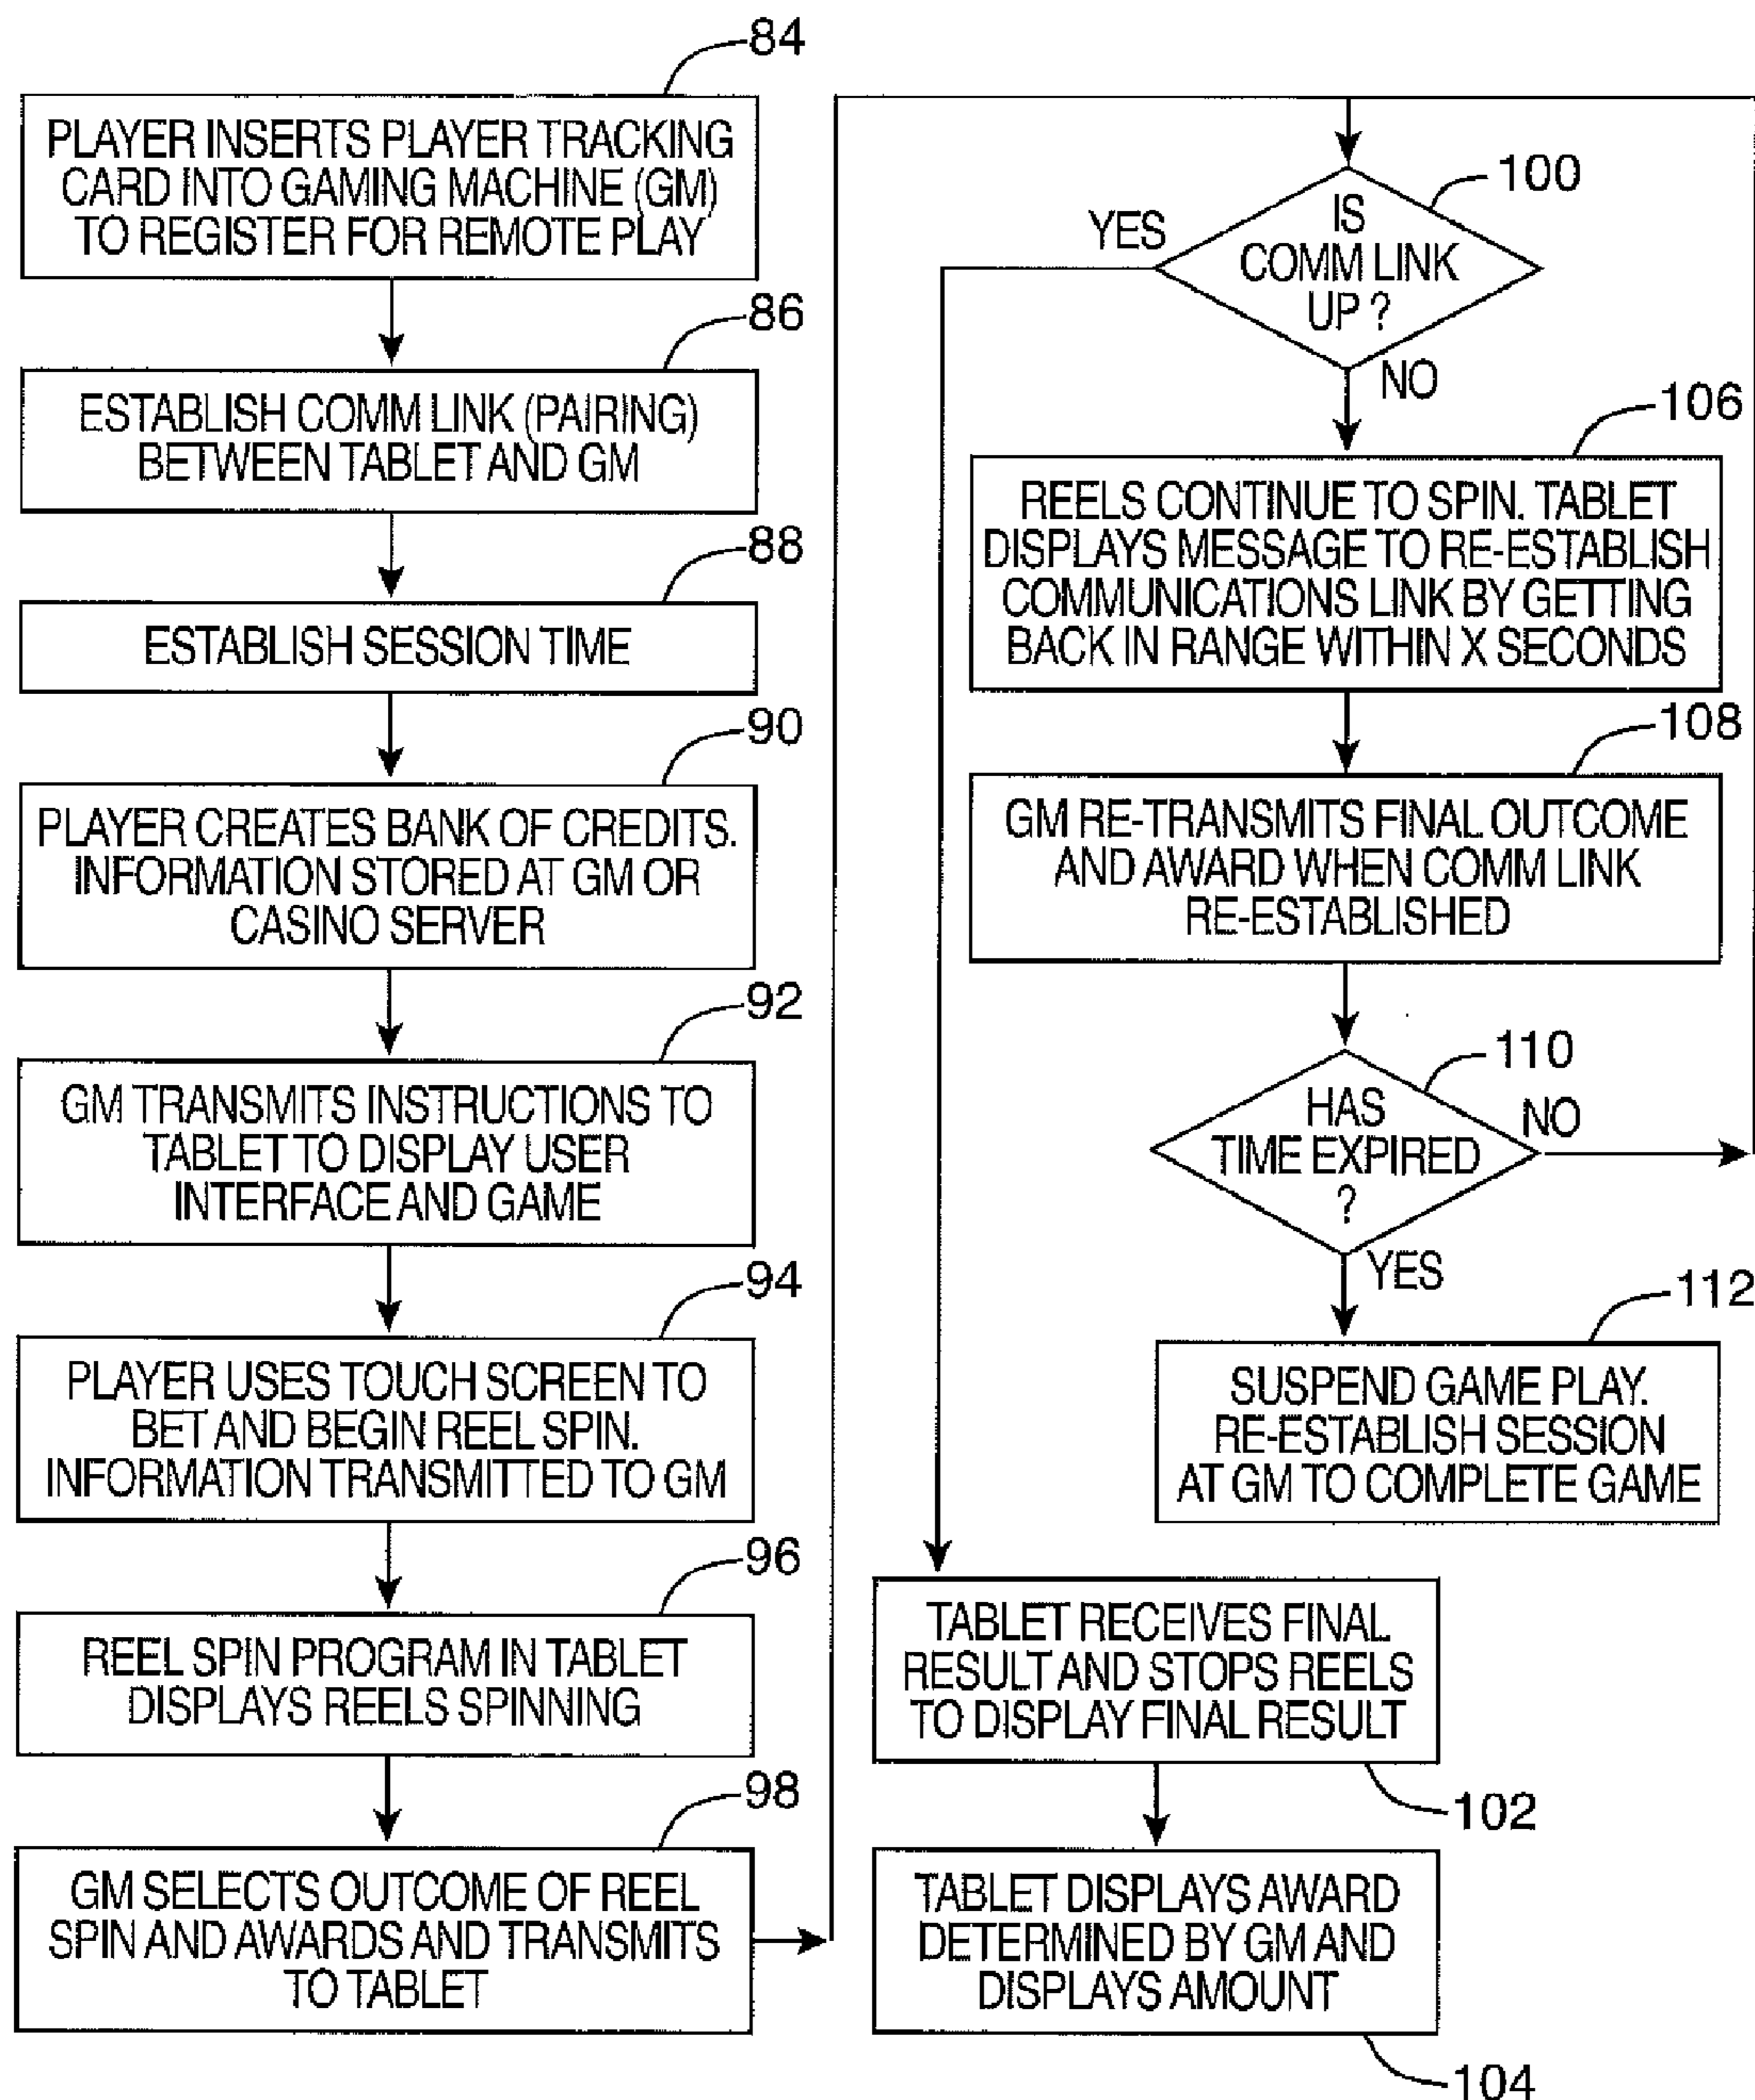 84
PLAYER INSERTS PLAYER TRACKING
CARD INTO GAMING MACHINE (GM)
TO REGISTER FOR REMOTE PLAY
86
ESTABLISH COMM LINK (PAIRING)
BETWEEN TABLET AND GM
88
ESTABLISH SESSION TIME
90
PLAYER CREATES BANK OF CREDITS.
INFORMATION STORED AT GM OR
CASINO SERVER
92
GM TRANSMITS INSTRUCTIONS TO
TABLET TO DISPLAY USER
INTERFACE AND GAME
94
PLAYER USES TOUCH SCREEN TO
BET AND BEGIN REEL SPIN.
INFORMATION TRANSMITTED TO GM
96
REEL SPIN PROGRAM IN TABLET
DISPLAYS REELS SPINNING
98
GM SELECTS OUTCOME OF REEL
SPIN AND AWARDS AND TRANSMITS
TO TABLET
100
IS
COMM LINK
UP ?
YES
NO
106
REELS CONTINUE TO SPIN. TABLET
DISPLAYS MESSAGE TO RE-ESTABLISH
COMMUNICATIONS LINK BY GETTING
BACK IN RANGE WITHIN X SECONDS
108
GM RE-TRANSMITS FINAL OUTCOME
AND AWARD WHEN COMM LINK
RE-ESTABLISHED
110
HAS
TIME EXPIRED
?
NO
YES
112
SUSPEND GAME PLAY.
RE-ESTABLISH SESSION
AT GM TO COMPLETE GAME
TABLET RECEIVES FINAL
RESULT AND STOPS REELS
TO DISPLAY FINAL RESULT
102
TABLET DISPLAYS AWARD
DETERMINED BY GM AND
DISPLAYS AMOUNT
104